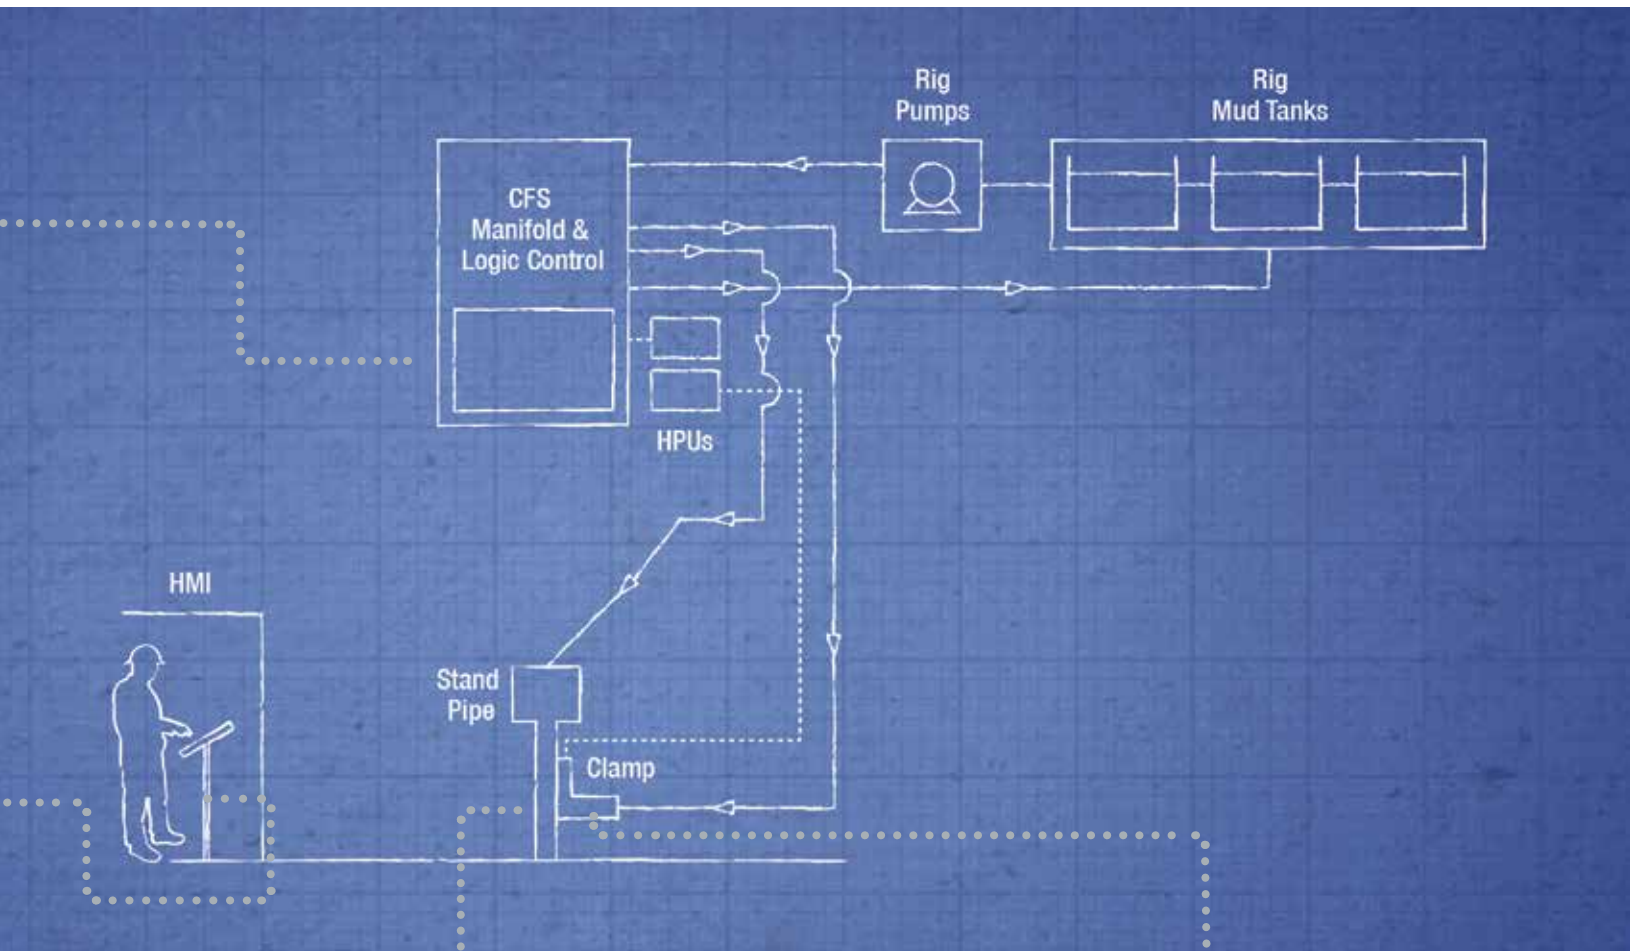 Rig
Pumps
Rig
Mud Tanks
CFS
Manifold &
Logic Control
HPUs
HMI
Stand
Pipe
Clamp